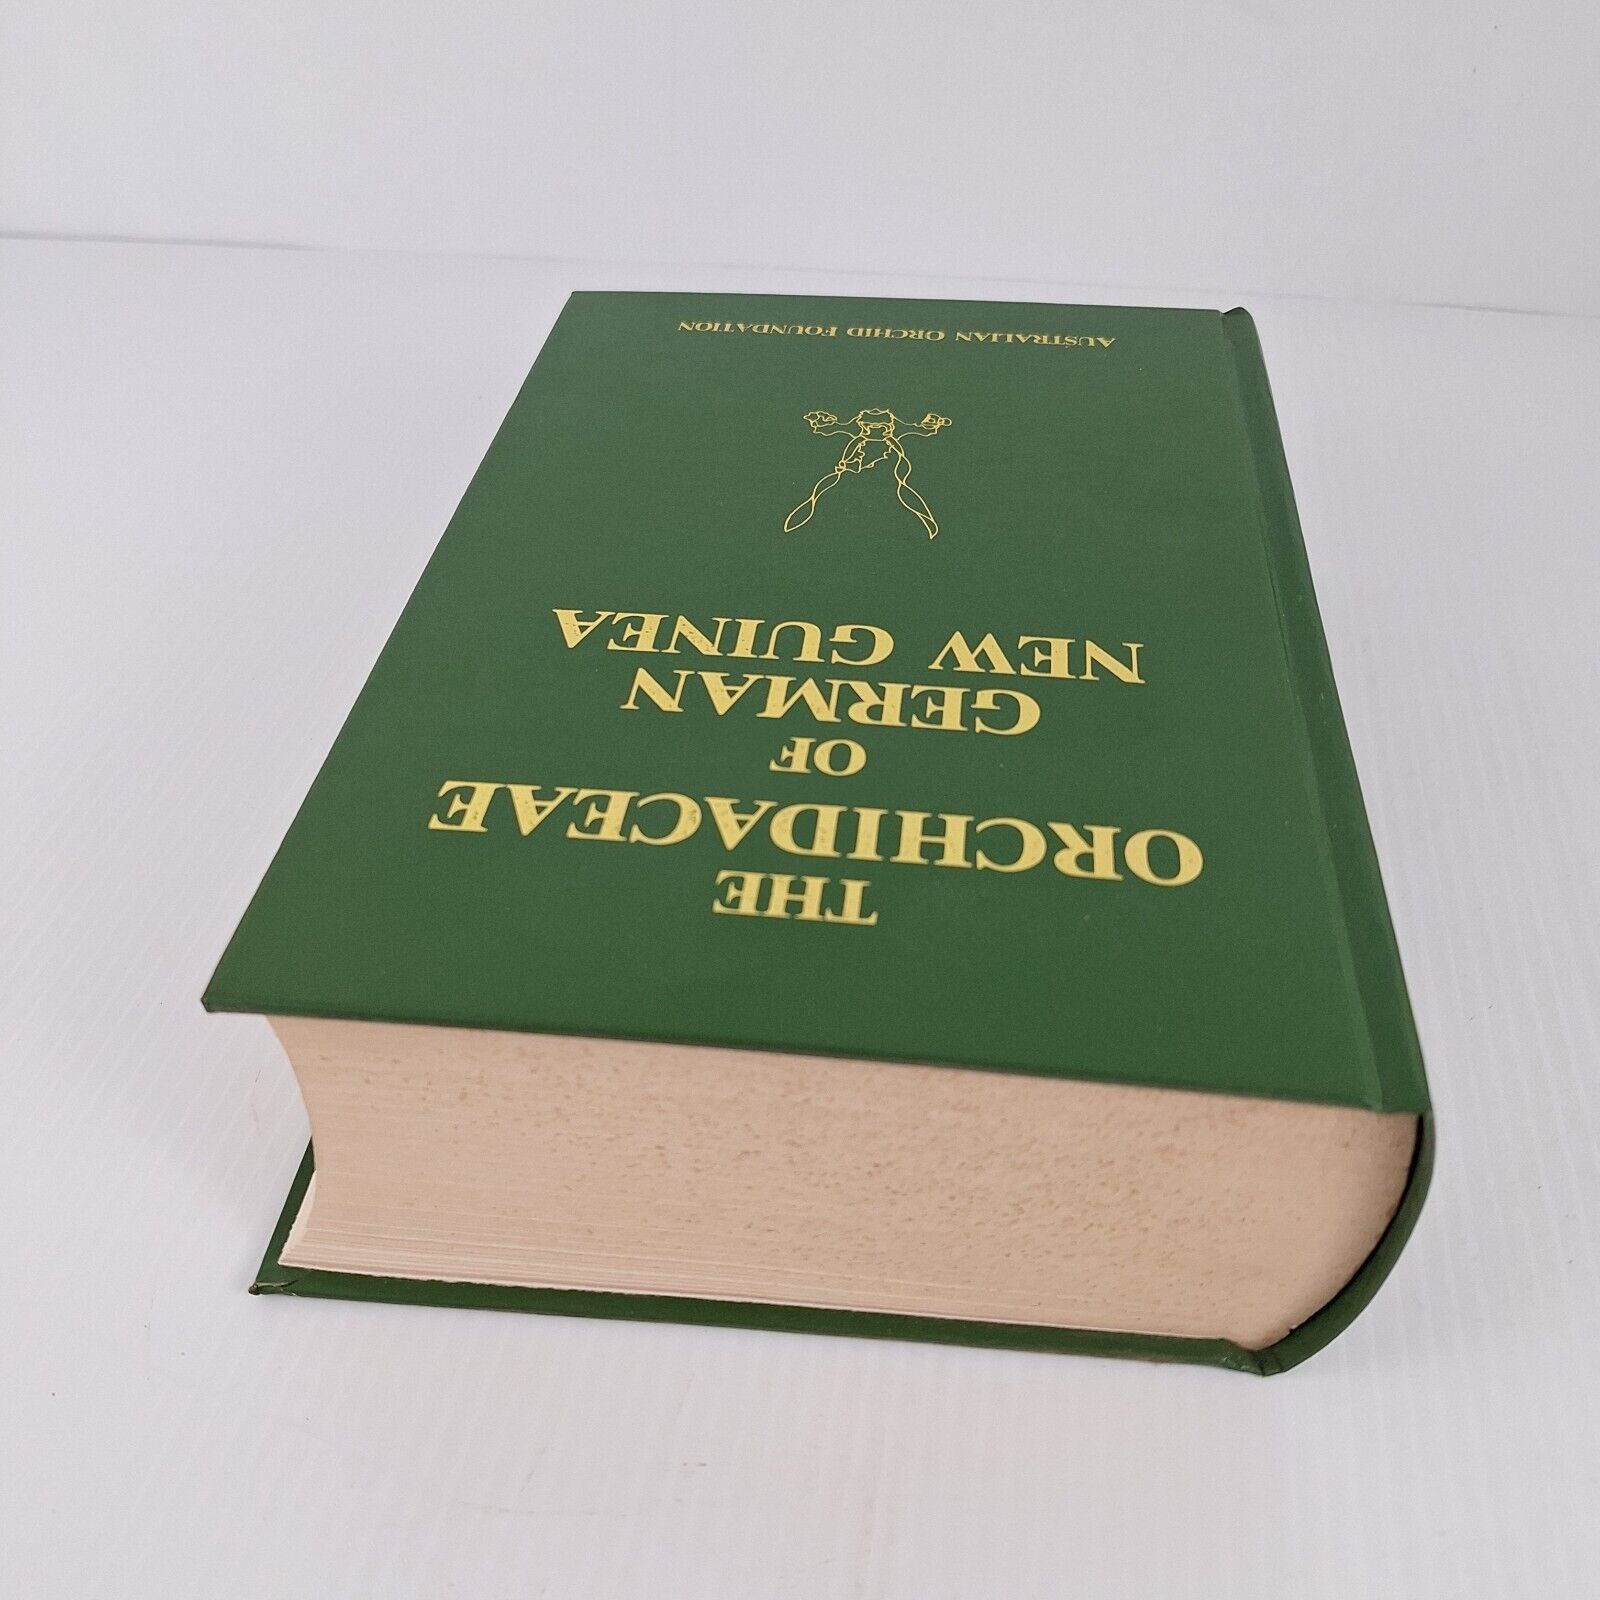 THE
ORCHIDACEAE
OF
GERMAN
NEW GUINEA
AUSTRALIAN ORCHID FOUNDATION